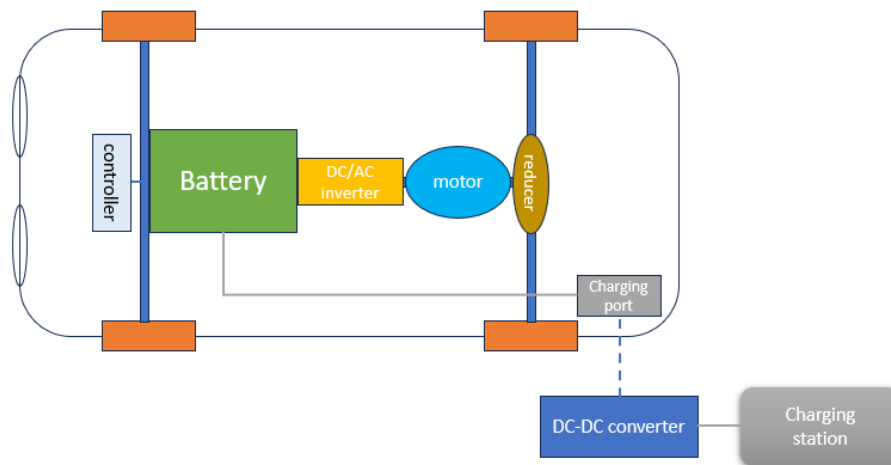 controller
Battery
DC/AC
inverter
motor
reducer
Charging
port
DC-DC converter
Charging
station